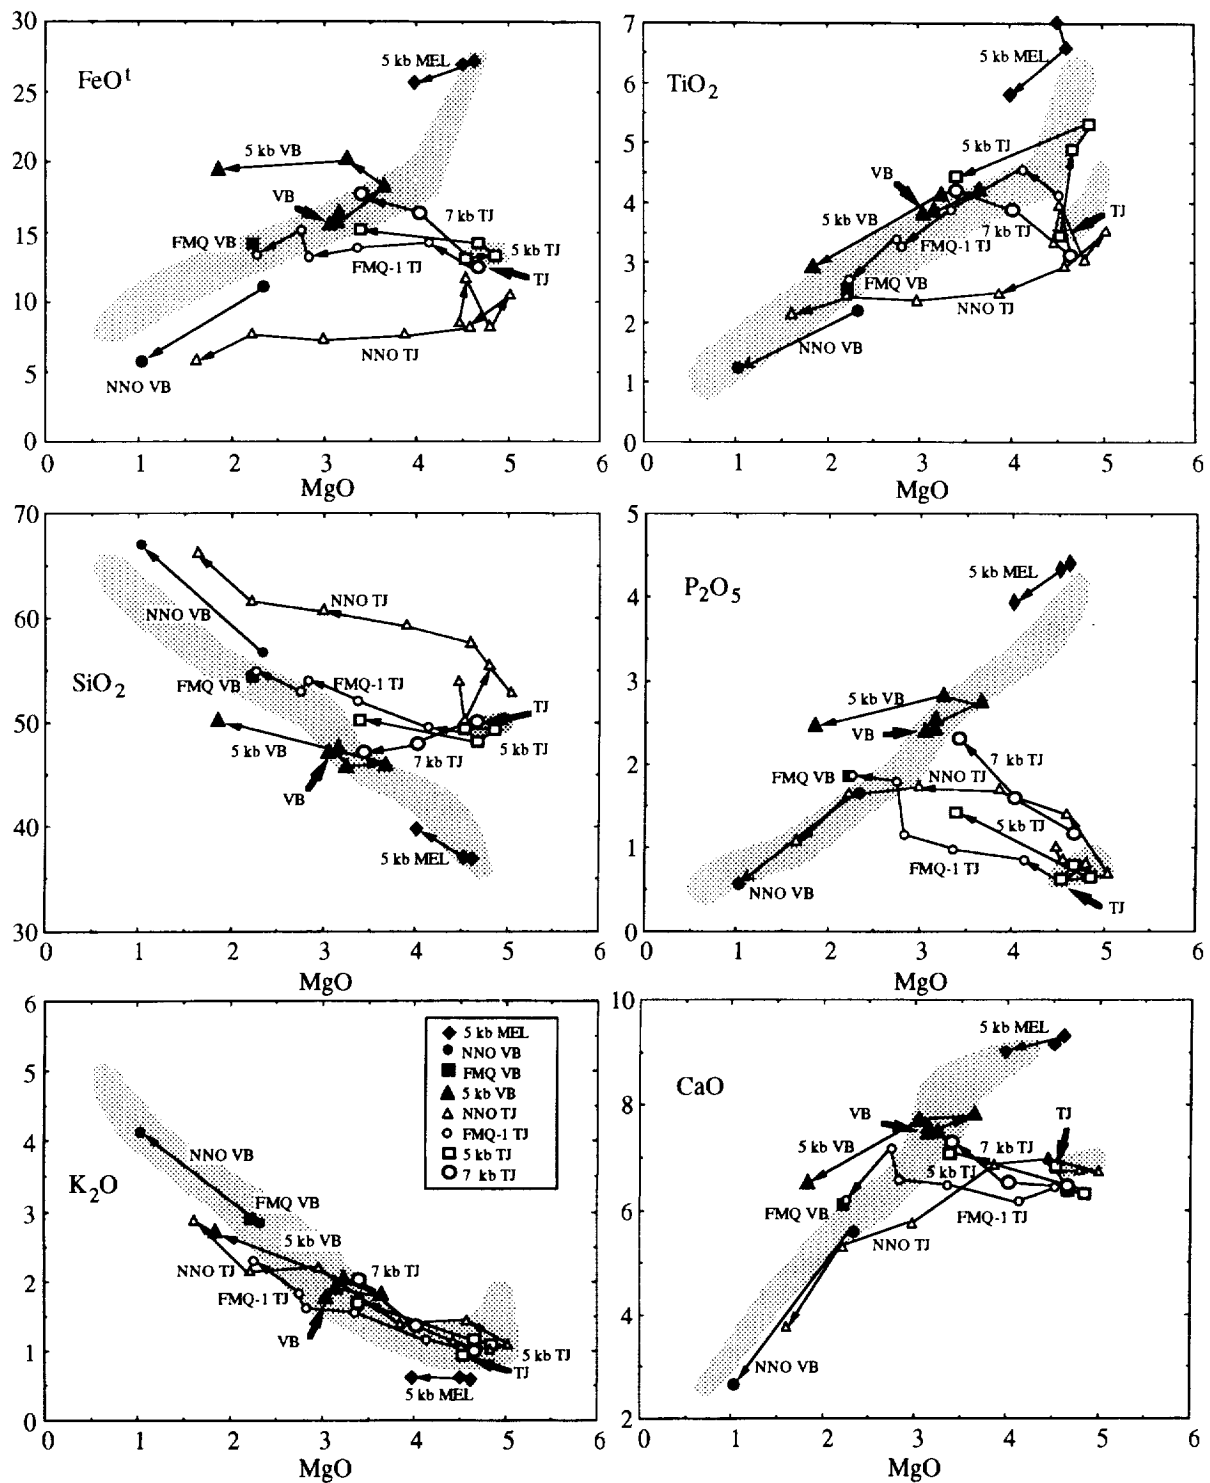 30
25
20
15
10
5
0
FeOᵗ
5 kb MEL
5 kb VB
VB
7 kb TJ
FMQ VB
FMQ-1 TJ
5 kb TJ
TJ
NNO TJ
NNO VB
1 2 3 4 5 6
MgO
7
6
5
4
3
2
1
0
TiO₂
5 kb MEL
5 kb TJ
VB
5 kb VB
TJ
7 kb TJ
FMQ-1 TJ
FMQ VB
NNO TJ
NNO VB
0 1 2 3 4 5 6
MgO
70
60
50
40
30
SiO₂
NNO TJ
NNO VB
FMQ VB
FMQ-1 TJ
TJ
5 kb VB
7 kb TJ
5 kb TJ
VB
5 kb MEL
1 2 3 4 5 6
MgO
5
4
3
2
1
0
P₂O₅
5 kb MEL
5 kb VB
VB
7 kb TJ
FMQ VB
NNO TJ
5 kb TJ
FMQ-1 TJ
NNO VB
TJ
0 1 2 3 4 5 6
MgO
6
5
4
3
2
1
0
K₂O
5 kb MEL
NNO VB
FMQ VB
5 kb VB
NNO TJ
FMQ-1 TJ
5 kb TJ
7 kb TJ
NNO VB
FMQ VB
5 kb VB
NNO TJ
7 kb TJ
FMQ-1 TJ
VB
5 kb TJ
TJ
5 kb MEL
1 2 3 4 5 6
MgO
10
8
6
4
2
CaO
5 kb MEL
VB
TJ
5 kb VB
7 kb TJ
5 kb TJ
FMQ VB
FMQ-1 TJ
NNO TJ
NNO VB
0 1 2 3 4 5 6
MgO